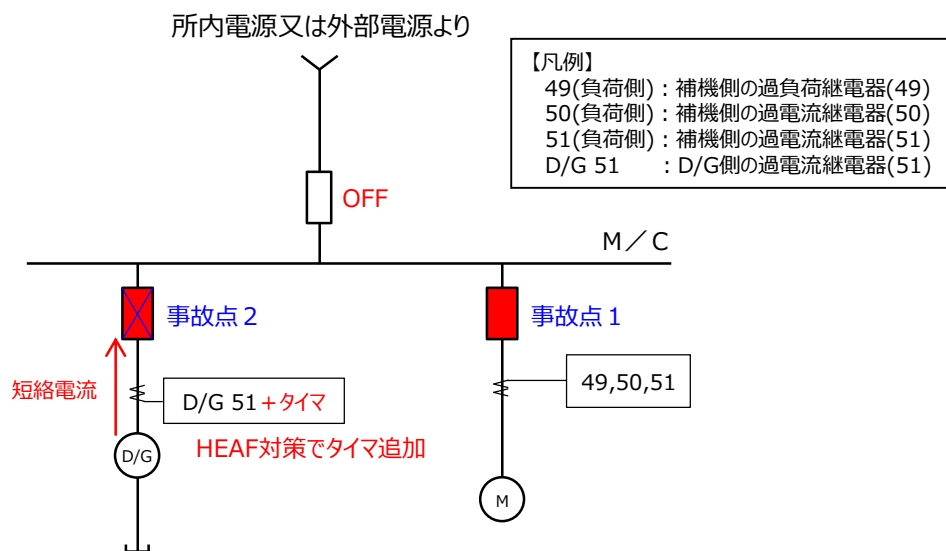 所内電源又は外部電源より
【凡例】
49(負荷側):補機側の過負荷継電器(49)
50(負荷側):補機側の過電流継電器(50)
51(負荷側):補機側の過電流継電器(51)
D/G 51 :D/G側の過電流継電器(51)
OFF
M/C
事故点2
事故点1
短絡電流
D/G 51+タイマ
49,50,51
HEAF対策でタイマ追加
D/G
M